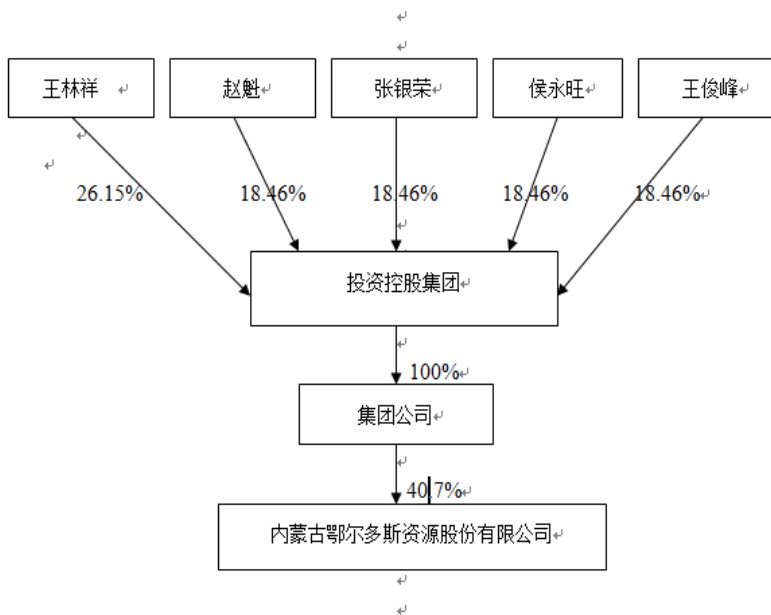 王林祥
赵魁
张银荣
侯永旺
王俊峰
26.15%
18.46%
18.46%
18.46%
18.46%
投资控股集团
100%
集团公司
40.7%
内蒙古鄂尔多斯资源股份有限公司